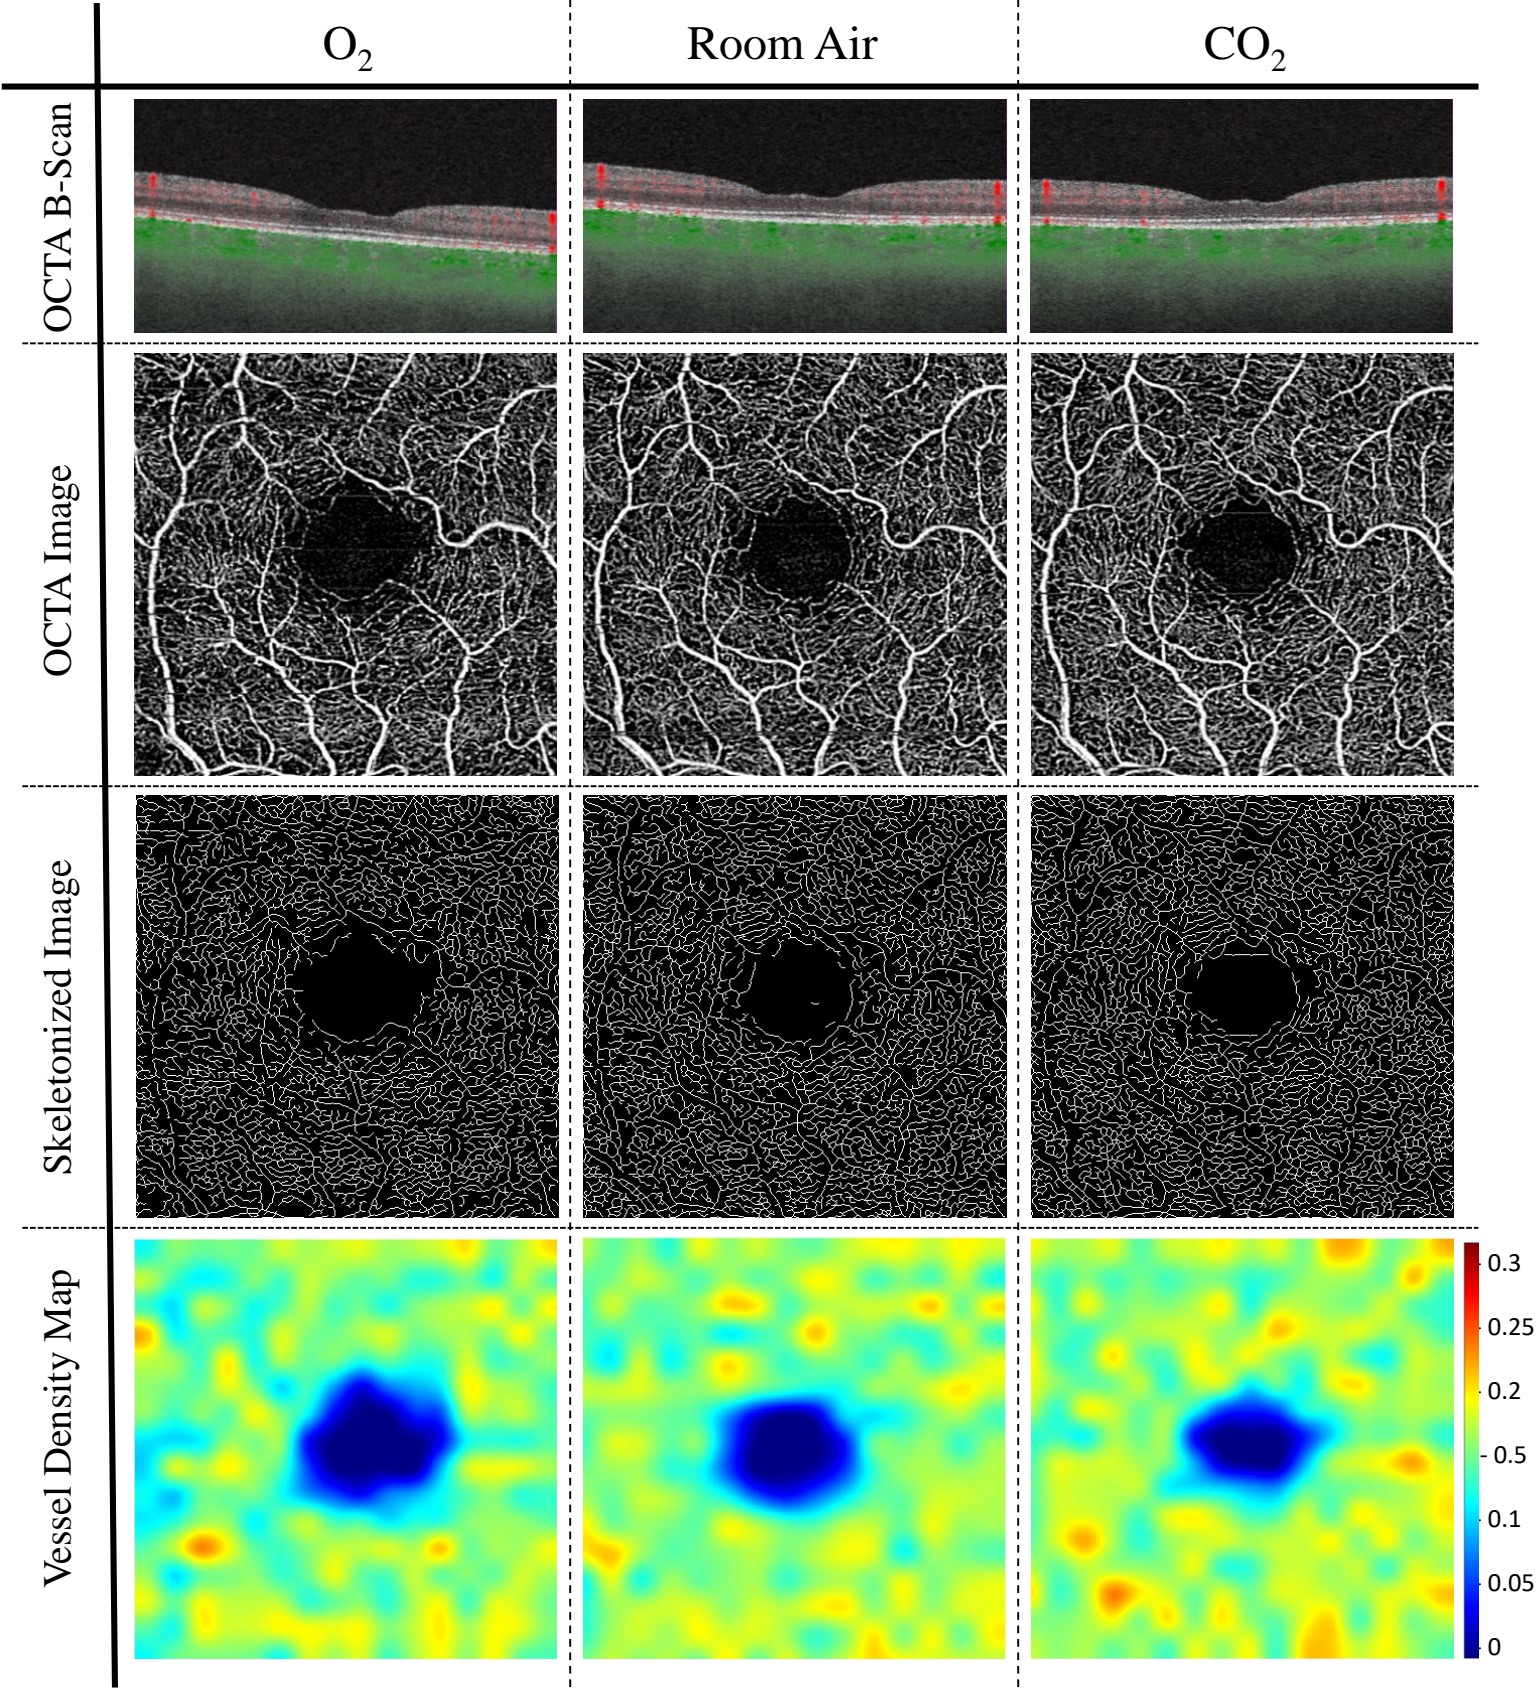 O₂ Room Air CO₂
OCTA B-Scan
OCTA Image
Skeletonized Image
Vessel Density Map
0.3
0.25
0.2
0.5
0.1
0.05
0